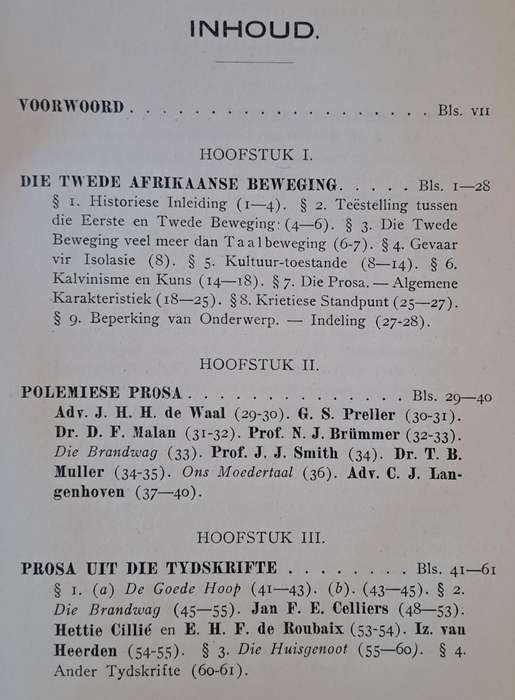 INHOUD.
VOORWOORD . . . . . . . . . . . . . . . . . . . Bls. VII
HOOFSTUK I.
DIE TWEDE AFRIKAANSE BEWEGING. . . . . Bls. 1—28
§ 1. Historiese Inleiding (1—4). § 2. Teëstelling tussen
die Eerste en Twede Beweging: (4—6). § 3. Die Twede
Beweging veel meer dan Taalbeweging (6-7). § 4. Gevaar
vir Isolasie (8). § 5. Kultuur-toestande (8—14). § 6.
Kalvinisme en Kuns (14—18). § 7. Die Prosa. — Algemene
Karakteristiek (18—25). § 8. Krietiese Standpunt (25—27).
§ 9. Beperking van Onderwerp. — Indeling (27-28).
HOOFSTUK II.
POLEMIESE PROSA . . . . . . . . . . . . . . Bls. 29—40
Adv. J. H. H. de Waal (29-30). G. S. Preller (30-31).
Dr. D. F. Malan (31-32). Prof. N. J. Brümmer (32-33).
Die Brandwag (33). Prof. J. J. Smith (34). Dr. T. B.
Muller (34-35). Ons Moedertaal (36). Adv. C. J. Lan-
genhoven (37—40).
HOOFSTUK III.
PROSA UIT DIE TYDSKRIFTE . . . . . . . . Bls. 41—61
§ 1. (a) De Goede Hoop (41—43). (b). (43—45). § 2.
Die Brandwag (45—55). Jan F. E. Celliers (48—53).
Hettie Cillié en E. H. F. de Roubaix (53-54). Iz. van
Heerden (54-55). § 3. Die Huisgenoot (55—60). § 4.
Ander Tydskrifte (60-61).